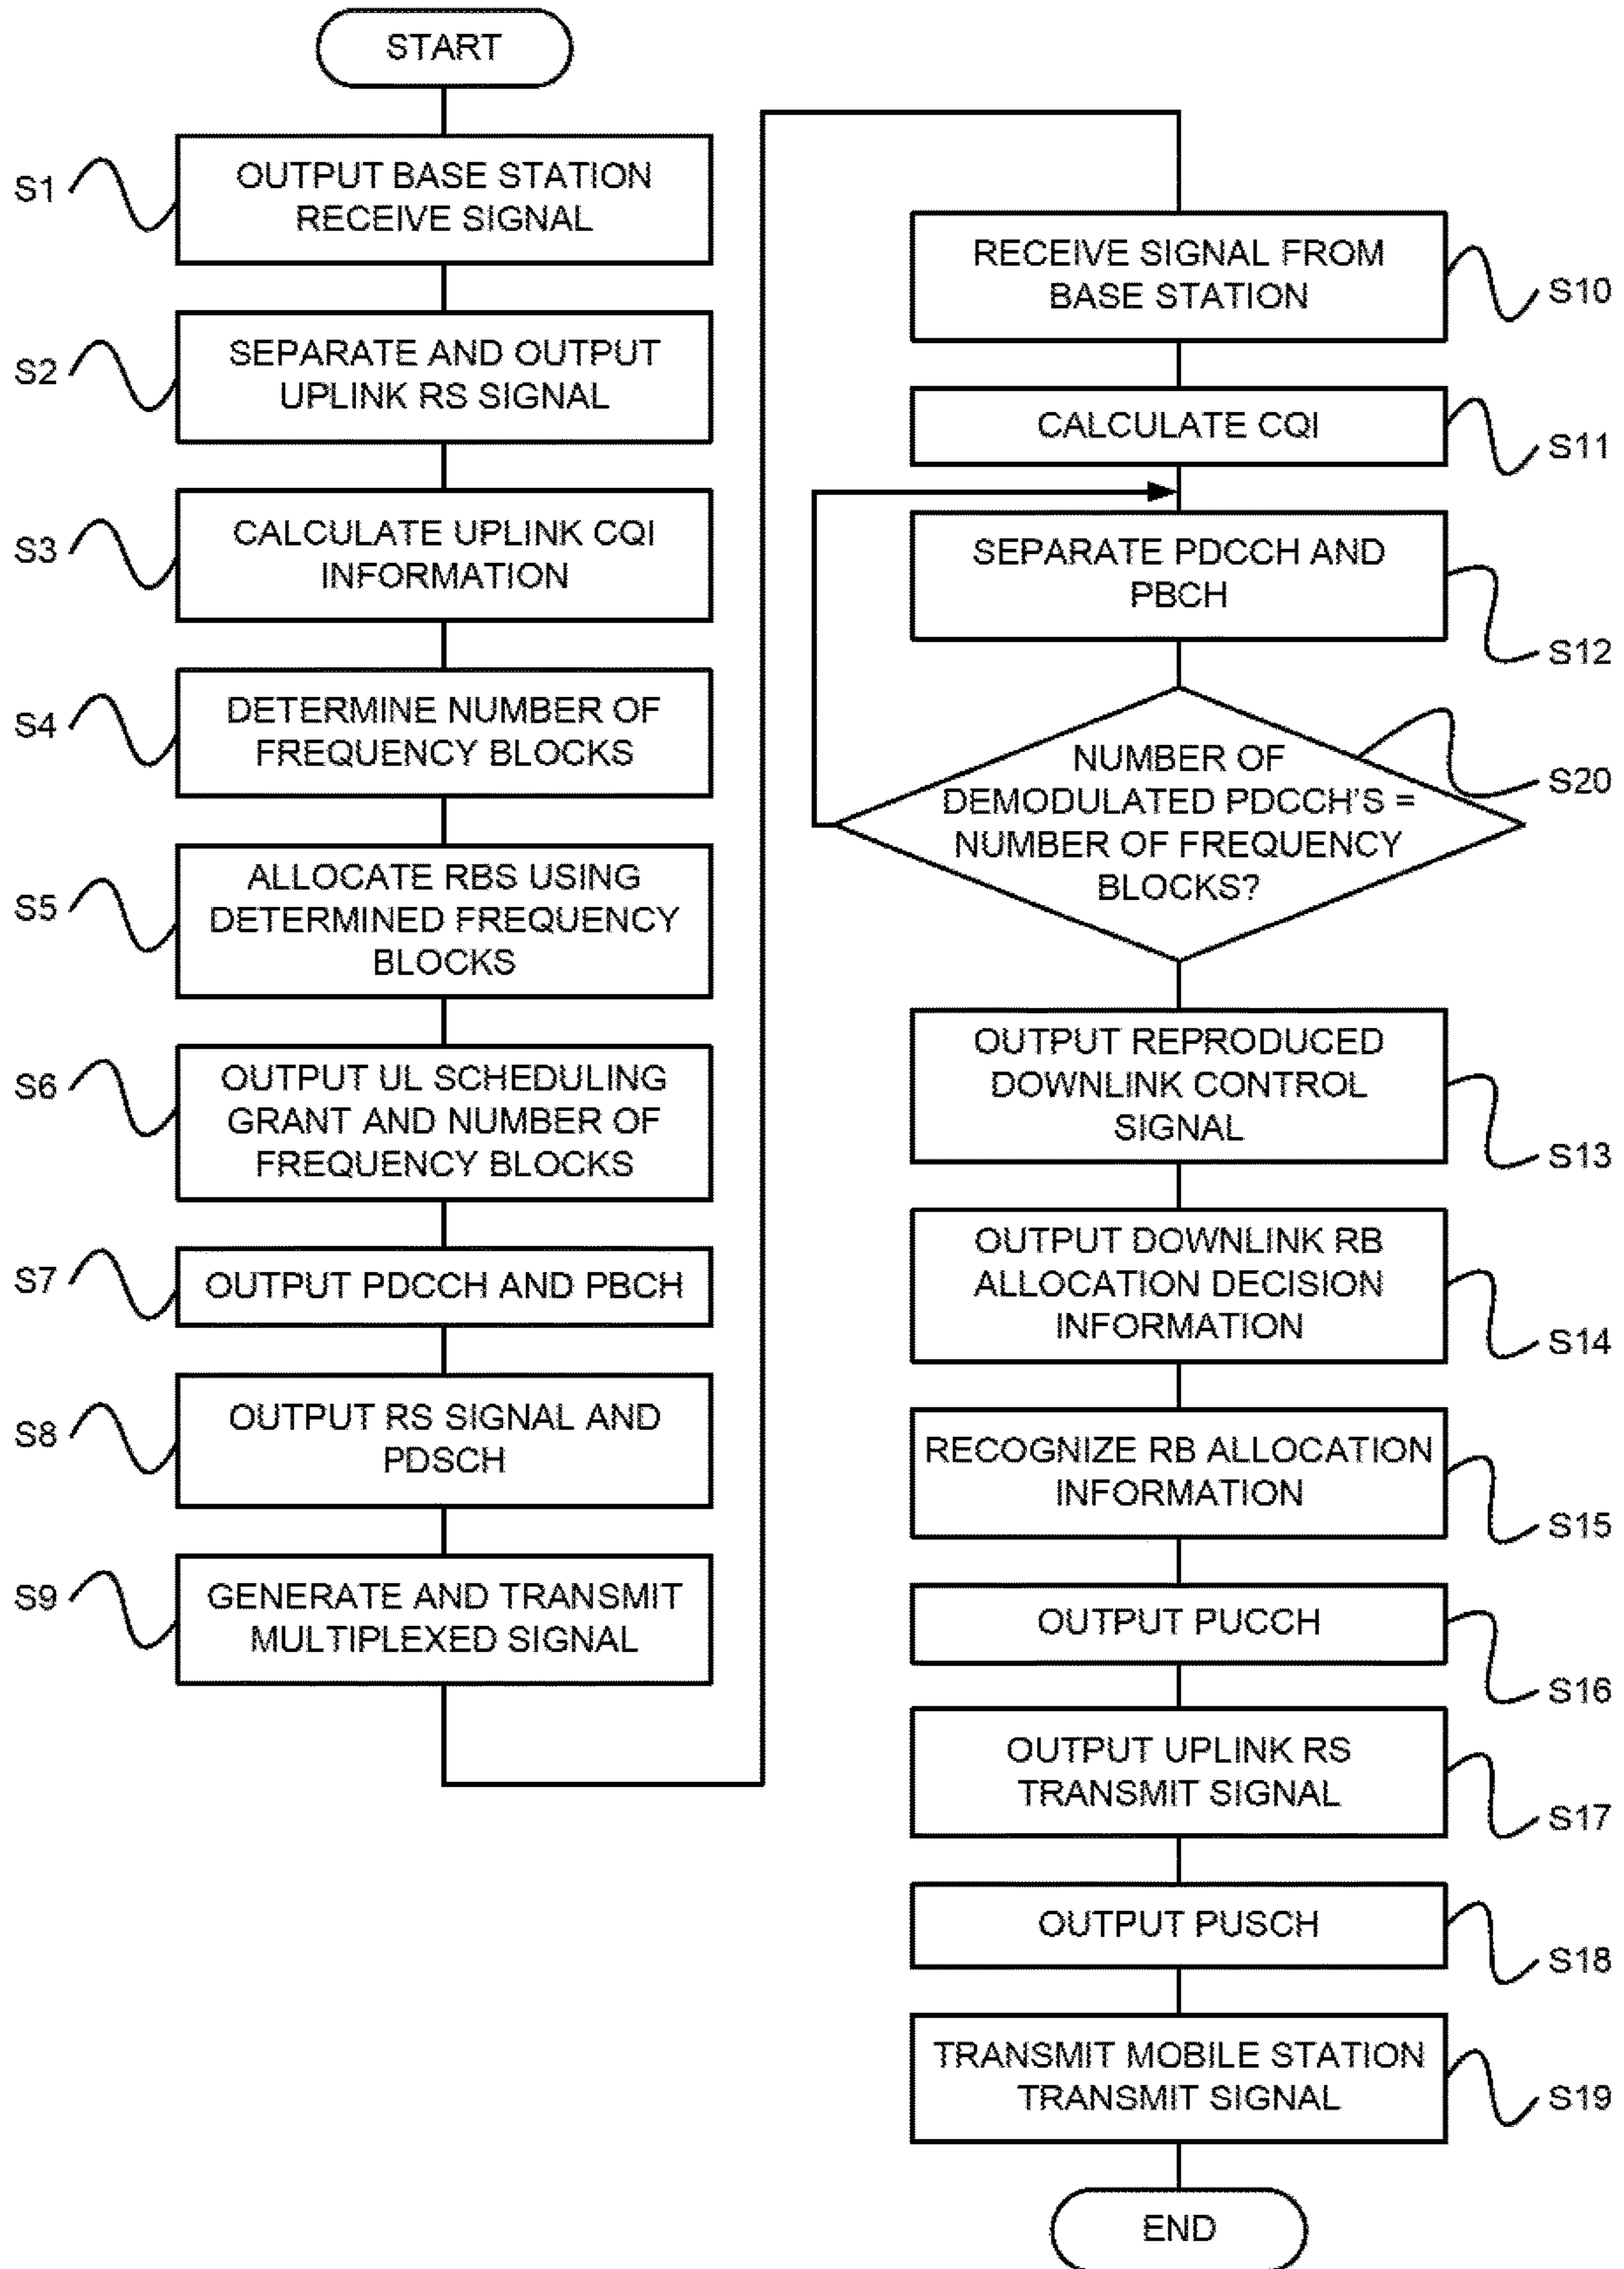 START
S1
OUTPUT BASE STATION
RECEIVE SIGNAL
S2
SEPARATE AND OUTPUT
UPLINK RS SIGNAL
S3
CALCULATE UPLINK CQI
INFORMATION
S4
DETERMINE NUMBER OF
FREQUENCY BLOCKS
S5
ALLOCATE RBS USING
DETERMINED FREQUENCY
BLOCKS
S6
OUTPUT UL SCHEDULING
GRANT AND NUMBER OF
FREQUENCY BLOCKS
S7
OUTPUT PDCCH AND PBCH
S8
OUTPUT RS SIGNAL AND
PDSCH
S9
GENERATE AND TRANSMIT
MULTIPLEXED SIGNAL
RECEIVE SIGNAL FROM
BASE STATION
S10
CALCULATE CQI
S11
SEPARATE PDCCH AND
PBCH
S12
NUMBER OF
DEMODULATED PDCCH'S =
NUMBER OF FREQUENCY
BLOCKS?
S20
OUTPUT REPRODUCED
DOWNLINK CONTROL
SIGNAL
S13
OUTPUT DOWNLINK RB
ALLOCATION DECISION
INFORMATION
S14
RECOGNIZE RB ALLOCATION
INFORMATION
S15
OUTPUT PUCCH
S16
OUTPUT UPLINK RS
TRANSMIT SIGNAL
S17
OUTPUT PUSCH
S18
TRANSMIT MOBILE STATION
TRANSMIT SIGNAL
S19
END